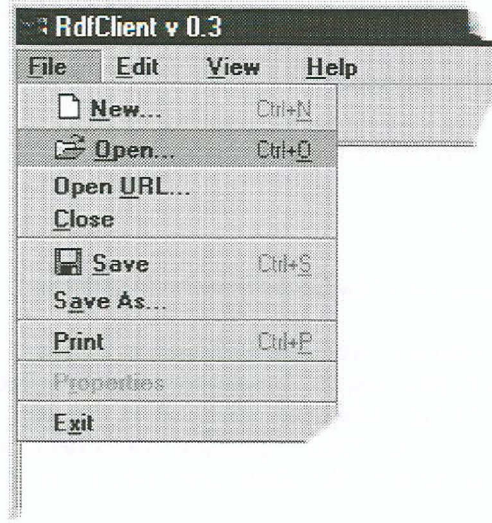 RdfClient v 0.3
File Edit View Help
New... Ctrl+N
Open... Ctrl+O
Open URL...
Close
Save Ctrl+S
Save As...
Print Ctrl+P
Properties
Exit